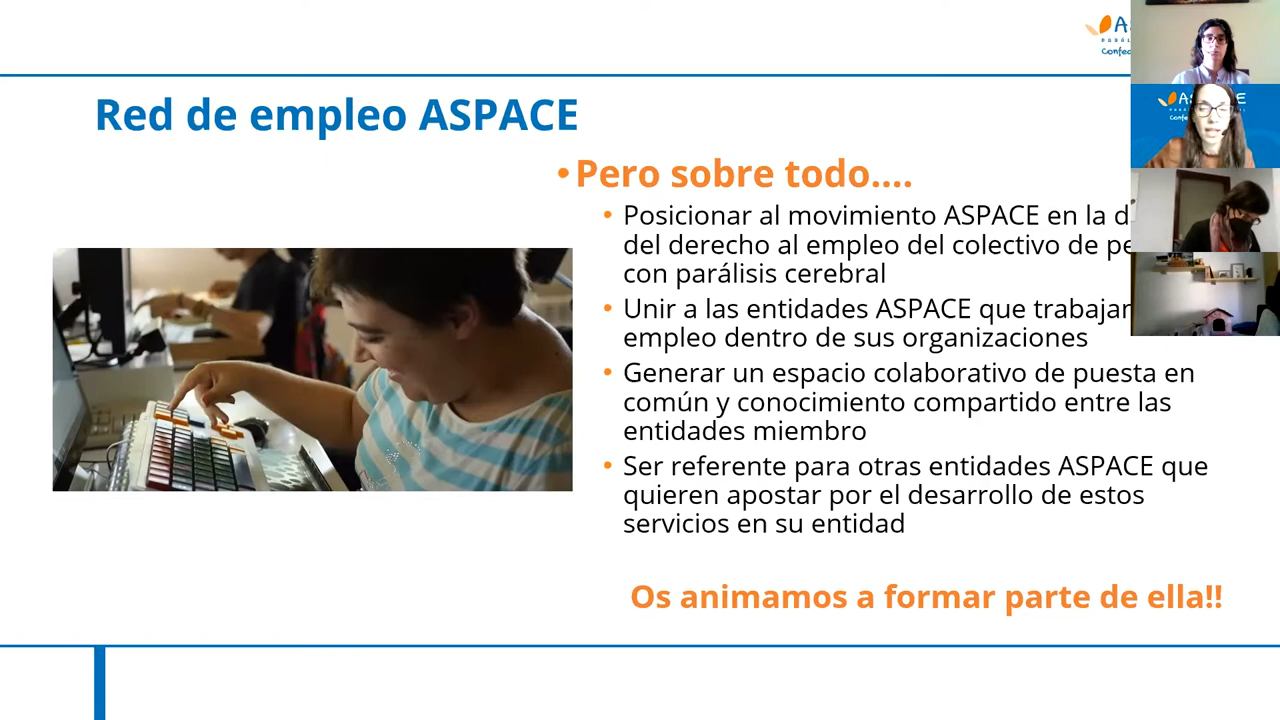 Red de empleo ASPACE
• Pero sobre todo....
• Posicionar al movimiento ASPACE en la
del derecho al empleo del colectivo de
con parálisis cerebral
• Unir a las entidades ASPACE que trabajan
empleo dentro de sus organizaciones
• Generar un espacio colaborativo de puesta en
común y conocimiento compartido entre las
entidades miembro
• Ser referente para otras entidades ASPACE que
quieren apostar por el desarrollo de estos
servicios en su entidad
Os animamos a formar parte de ella!!